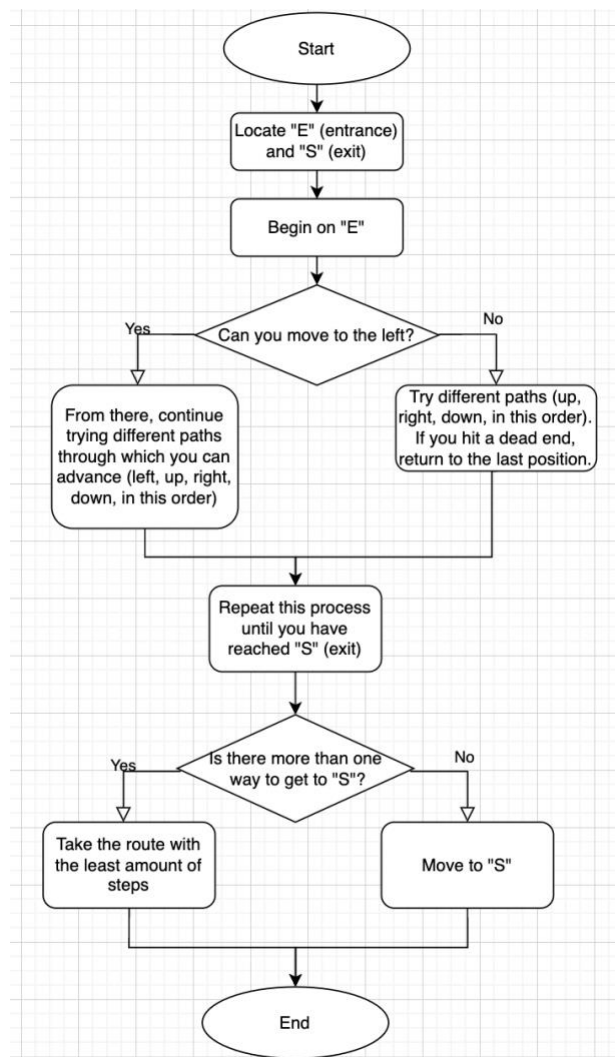 Start
Locate "E" (entrance)
and "S" (exit)
Begin on "E"
Can you move to the left?
Yes
No
From there, continue
trying different paths
through which you can
advance (left, up, right,
down, in this order)
Try different paths (up,
right, down, in this order).
If you hit a dead end,
return to the last position.
Repeat this process
until you have
reached "S" (exit)
Is there more than one
way to get to "S"?
Yes
No
Take the route with
the least amount of
steps
Move to "S"
End